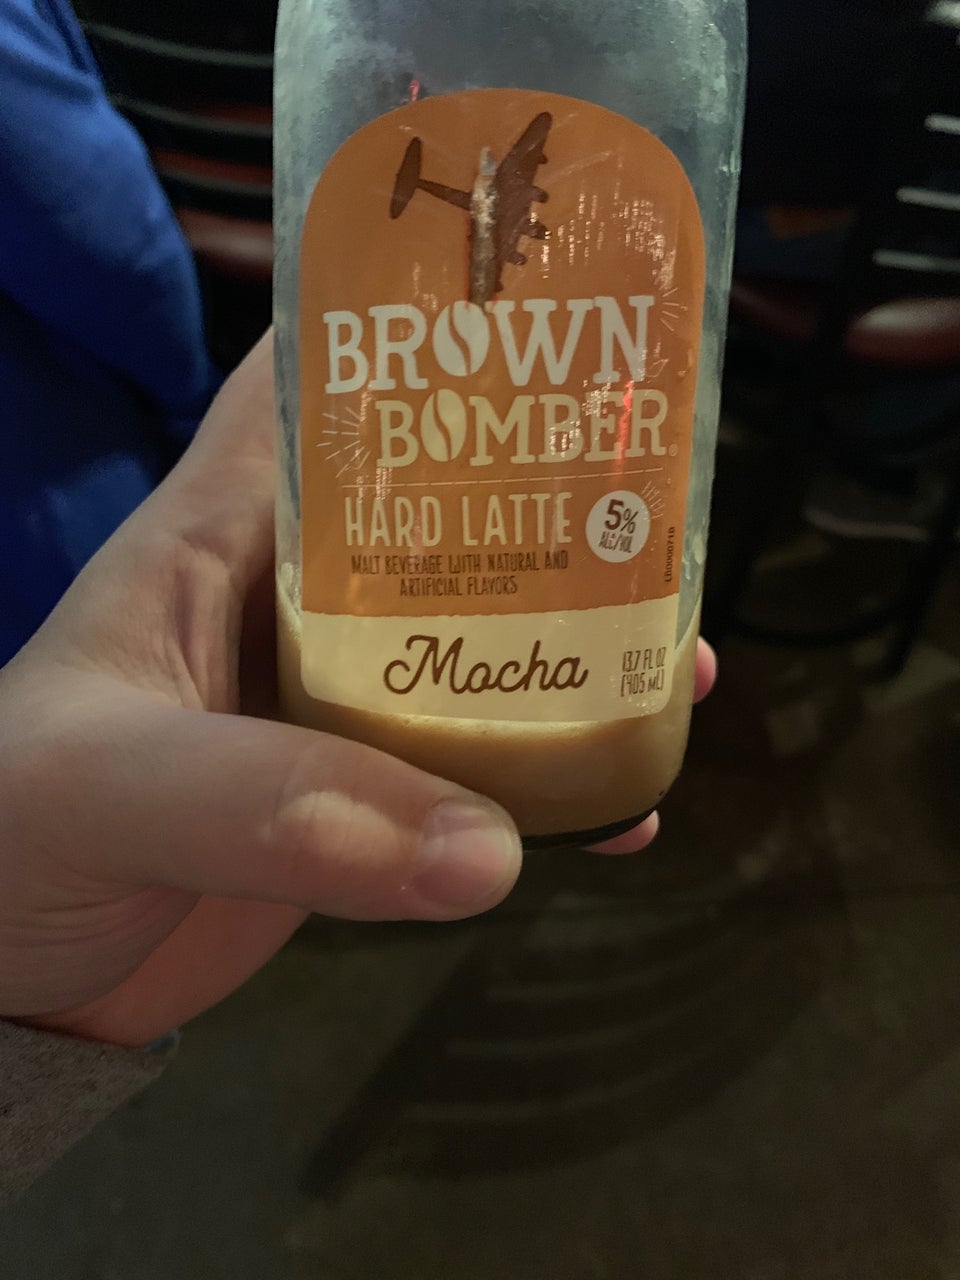 BROWN
BOMBER®
HARD LATTE
5%
ALC/VOL
MALT BEVERAGE WITH NATURAL AND
ARTIFICIAL FLAVORS
Mocha
13.7 FL OZ
(405 mL)